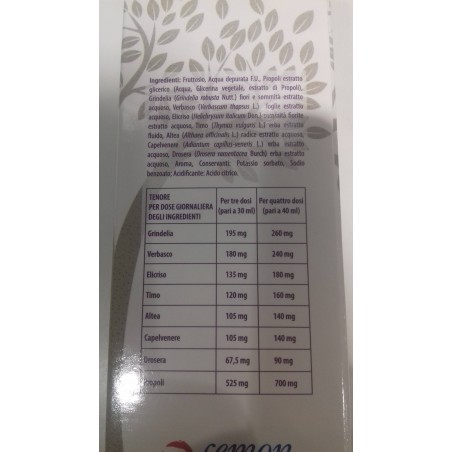 Ingredienti: Fruttosio, Acqua depurata F.U., Propoli estratto
glicerico (Acqua, Glicerina vegetale, estratto di Propoli),
Grindelia (Grindelia robusta Nutt.) fiori e sommità estratto
acquoso, Verbasco (Verbascum thapsus L.) foglie estratto
acquoso, Elicriso (Helichrysum italicum Don.) sommità fiorite
estratto acquoso, Timo (Thymus vulgaris L.) erba estratto
fluido, Altea (Althaea officinalis L.) radice estratto acquoso,
Capelvenere (Adiantum capillus-veneris L.) erba estratto
acquoso, Drosera (Drosera ramentacea Burch) erba estratto
acquoso, Aroma, Conservanti: Potassio sorbato, Sodio
benzoato; Acidificante: Acido citrico.
TENORE
PER DOSE GIORNALIERA
DEGLI INGREDIENTI
Per tre dosi
(pari a 30 ml)
Per quattro dosi
(pari a 40 ml)
Grindelia 195 mg 260 mg
Verbasco 180 mg 240 mg
Elicriso 135 mg 180 mg
Timo 120 mg 160 mg
Altea 105 mg 140 mg
Capelvenere 105 mg 140 mg
Drosera 67,5 mg 90 mg
Propoli 525 mg 700 mg
cemon